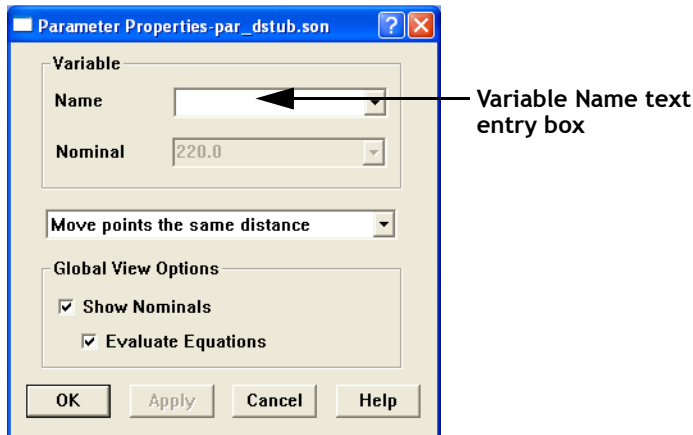 Parameter Properties-par_dstub.son
Variable
Name
Variable Name text
entry box
Nominal 220.0
Move points the same distance
Global View Options
Show Nominals
Evaluate Equations
OK Apply Cancel Help